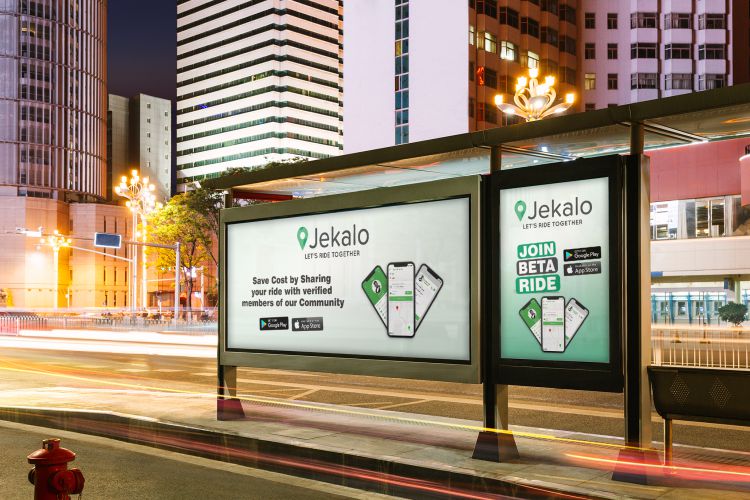 Jekalo
LET'S RIDE TOGETHER
Save Cost by Sharing
your ride with verified
members of our Community
Google Play
App Store
Jekalo
LET'S RIDE TOGETHER
JOIN
BETA
RIDE
Google Play
App Store